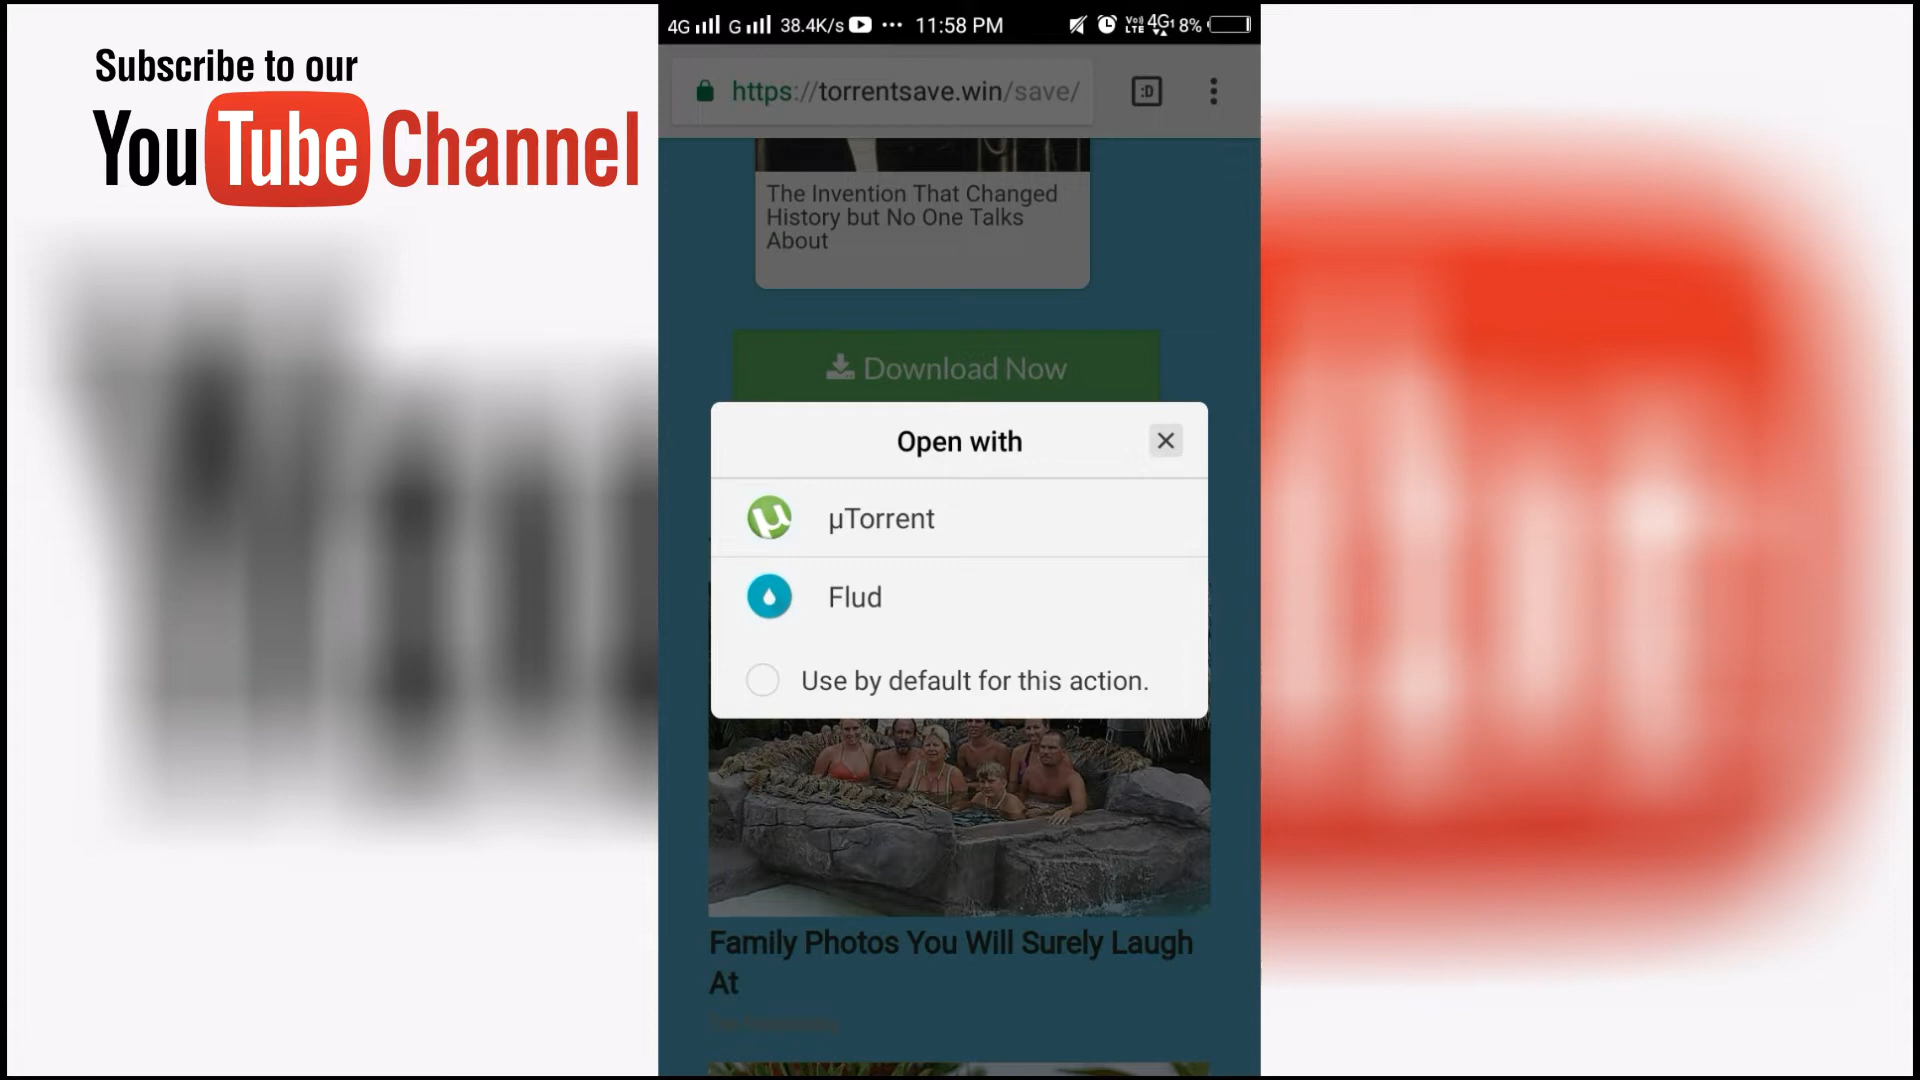 Subscribe to our
YouTube Channel
4G G 38.4K/s ••• 11:58 PM VoLTE 4G 8%
https://torrentsave.win/save/
:D
The Invention That Changed
History but No One Talks
About
Download Now
Open with
µTorrent
Flud
Use by default for this action.
Family Photos You Will Surely Laugh
At